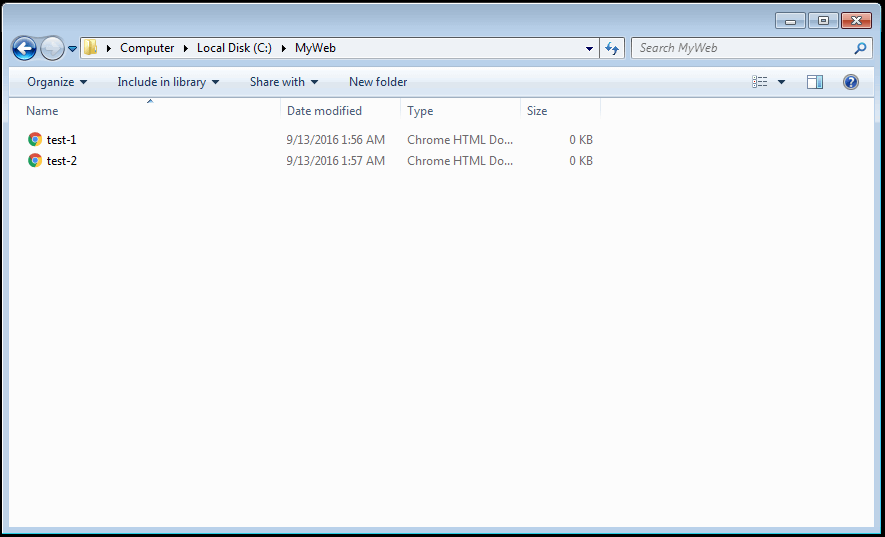 Computer Local Disk (C:) MyWeb Search MyWeb
Organize Include in library Share with New folder
Name Date modified Type Size
test-1 9/13/2016 1:56 AM Chrome HTML Do... 0 KB
test-2 9/13/2016 1:57 AM Chrome HTML Do... 0 KB